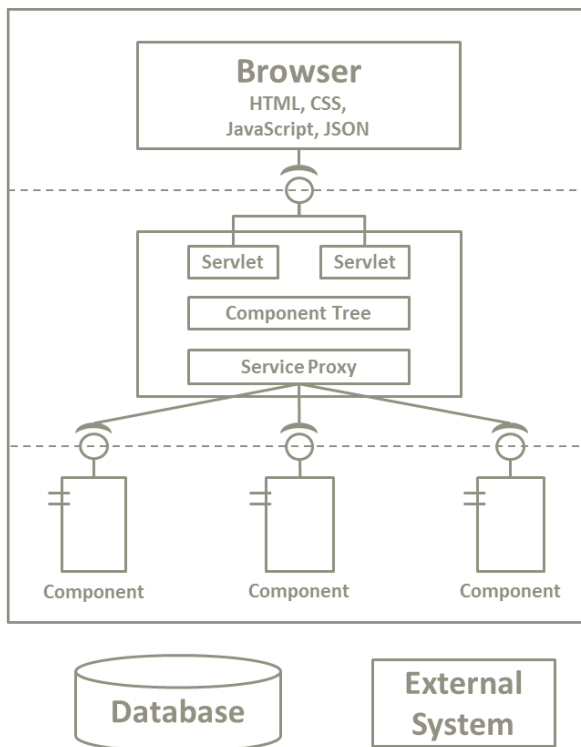 Browser
HTML, CSS,
JavaScript, JSON
Servlet
Servlet
Component Tree
Service Proxy
Component
Component
Component
Database
External
System